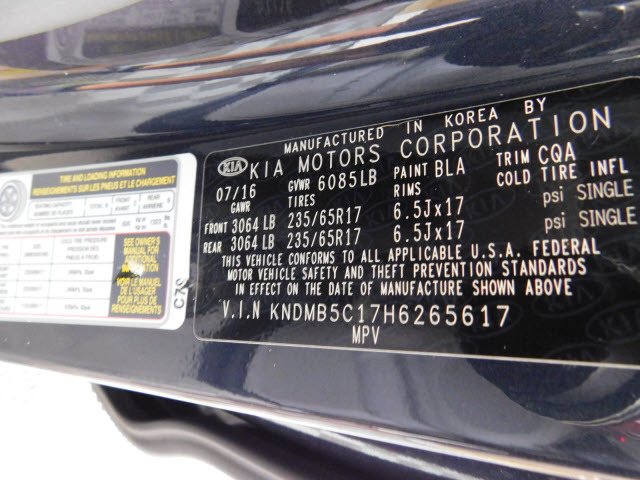 MANUFACTURED IN KOREA BY
KIA KIA MOTORS CORPORATION
07/16 GVWR 6085LB PAINT BLA TRIM CQA
GAWR TIRES RIMS COLD TIRE INFL
FRONT 3064 LB 235/65R17 6.5Jx17 psi SINGLE
REAR 3064 LB 235/65R17 6.5Jx17 psi SINGLE
THIS VEHICLE CONFORMS TO ALL APPLICABLE U.S.A. FEDERAL
MOTOR VEHICLE SAFETY AND THEFT PREVENTION STANDARDS
IN EFFECT ON THE DATE OF MANUFACTURE SHOWN ABOVE.
V.I.N KNDMB5C17H6265617
MPV
C7S
TIRE AND LOADING INFORMATION
RENSEIGNEMENTS SUR LES PNEUS ET LE CHARGEMENT
SEE OWNER'S
MANUAL FOR
ADDITIONAL
INFORMATION
VOIR LE MANUEL
DE L'USAGER
POUR PLUS DE
RENSEIGNEMENTS